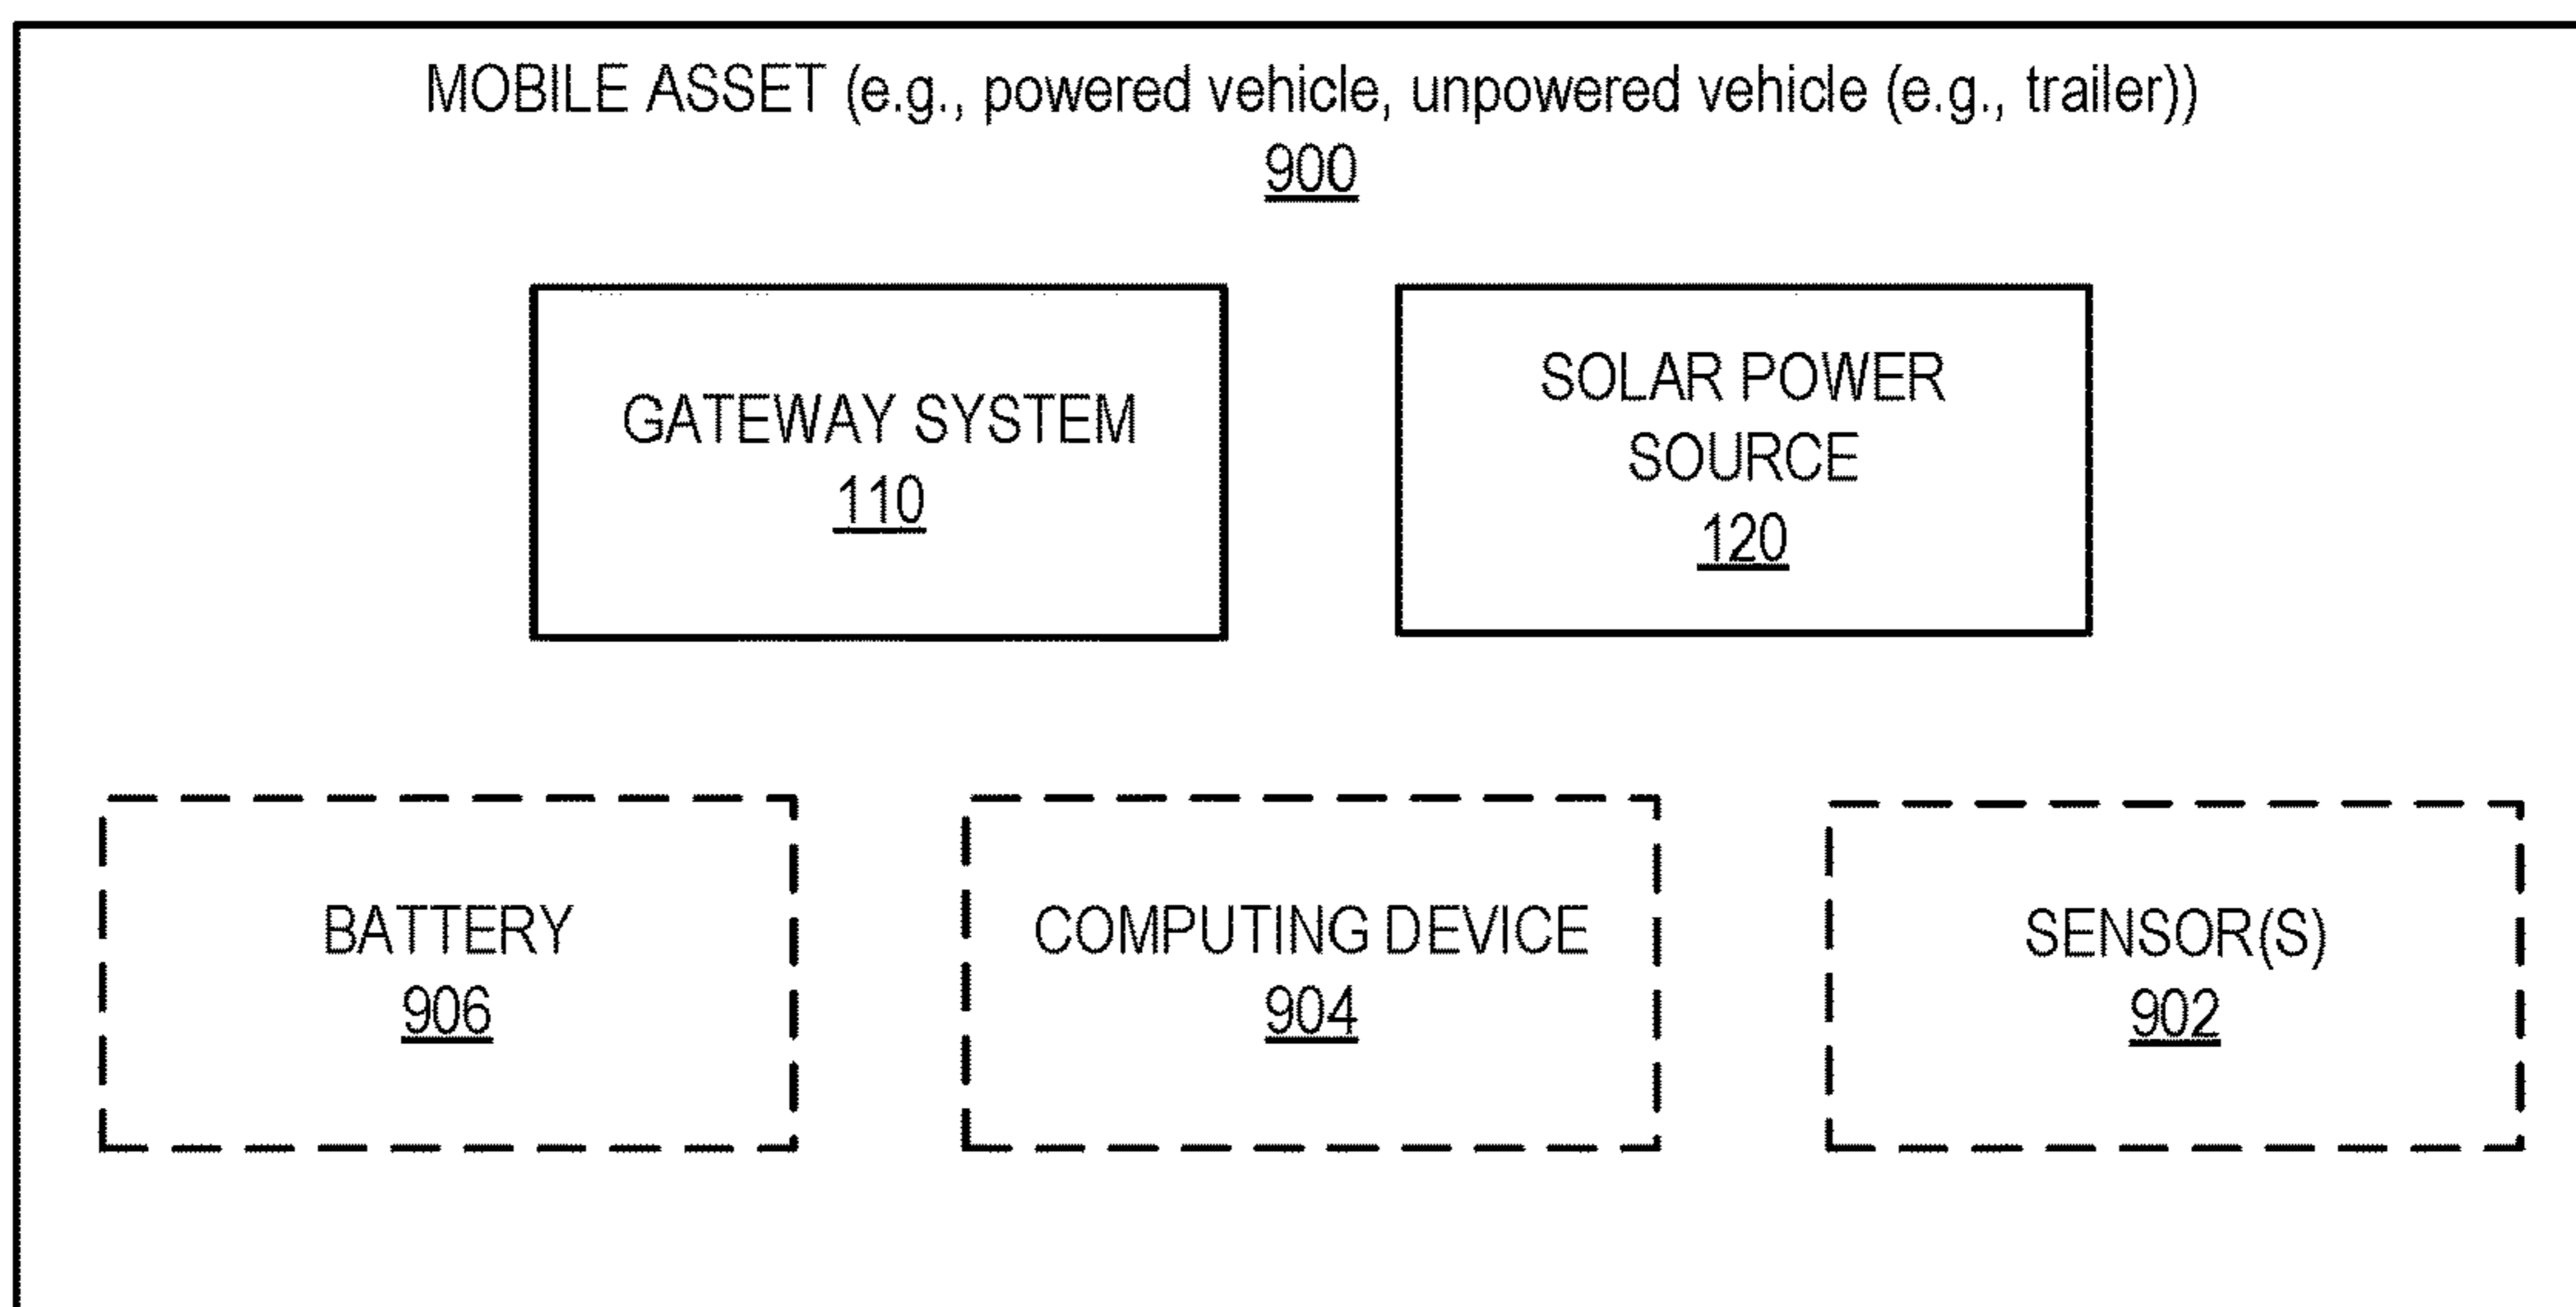 MOBILE ASSET (e.g., powered vehicle, unpowered vehicle (e.g., trailer))
900
GATEWAY SYSTEM
110
SOLAR POWER
SOURCE
120
BATTERY
906
COMPUTING DEVICE
904
SENSOR(S)
902